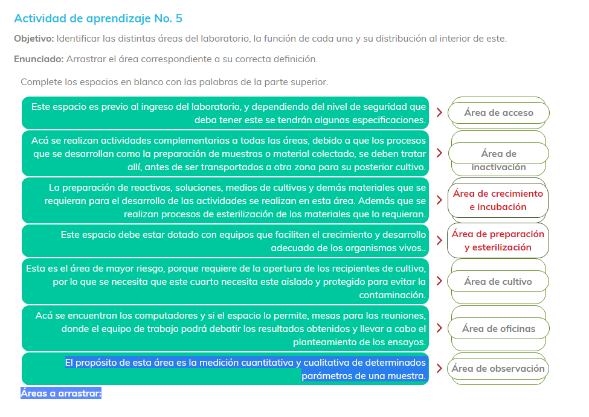 Actividad de aprendizaje No. 5
Objetivo: Identificar las distintas áreas del laboratorio, la función de cada una y su distribución al interior de este.
Enunciado: Arrastrar el área correspondiente a su correcta definición.
Complete los espacios en blanco con las palabras de la parte superior.
Este espacio es previo al ingreso del laboratorio, y dependiendo del nivel de seguridad que
deba tener este se tendrán algunas especificaciones.
Área de acceso
Acá se realizan actividades complementarias a todas las áreas, debido a que los procesos
que se desarrollan como la preparación de muestras o material colectado, se deben tratar
allí, antes de ser transportados a otra zona para su posterior cultivo.
Área de
inactivación
La preparación de reactivos, soluciones, medios de cultivos y demás materiales que se
requieran para el desarrollo de las actividades se realizan en esta área. Además que se
realizan procesos de esterilización de los materiales que lo requieran.
Área de crecimiento
e incubación
Este espacio debe estar dotado con equipos que faciliten el crecimiento y desarrollo
adecuado de los organismos vivos..
Área de preparación
y esterilización
Esta es el área de mayor riesgo, porque requiere de la apertura de los recipientes de cultivo,
por lo que se necesita que este cuarto necesita este aislado y protegido para evitar la
contaminación.
Área de cultivo
Acá se encuentran los computadores y si el espacio lo permite, mesas para las reuniones,
donde el equipo de trabajo podrá debatir los resultados obtenidos y llevar a cabo el
planteamiento de los ensayos.
Área de oficinas
El propósito de esta área es la medición cuantitativa y cualitativa de determinados
parámetros de una muestra.
Área de observación
Áreas a arrastrar: